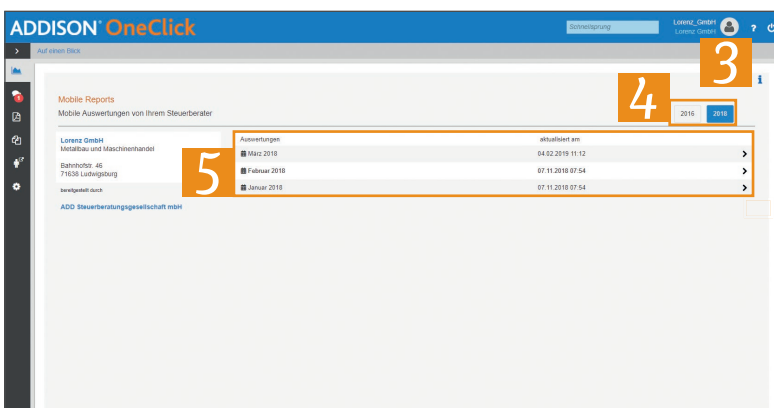 ADDISON OneClick
Schnellsprung
Lorenz_GmbH
Lorenz GmbH
?
Auf einen Blick
3
i
4
Mobile Reports
Mobile Auswertungen von Ihrem Steuerberater
2016 2018
Lorenz GmbH
Metallbau und Maschinenhandel
Bahnhofstr. 46
71638 Ludwigsburg
bereitgestellt durch
ADD Steuerberatungsgesellschaft mbH
5
Auswertungen aktualisiert am
März 2018 04.02.2019 11:12
Februar 2018 07.11.2018 07:54
Januar 2018 07.11.2018 07:54